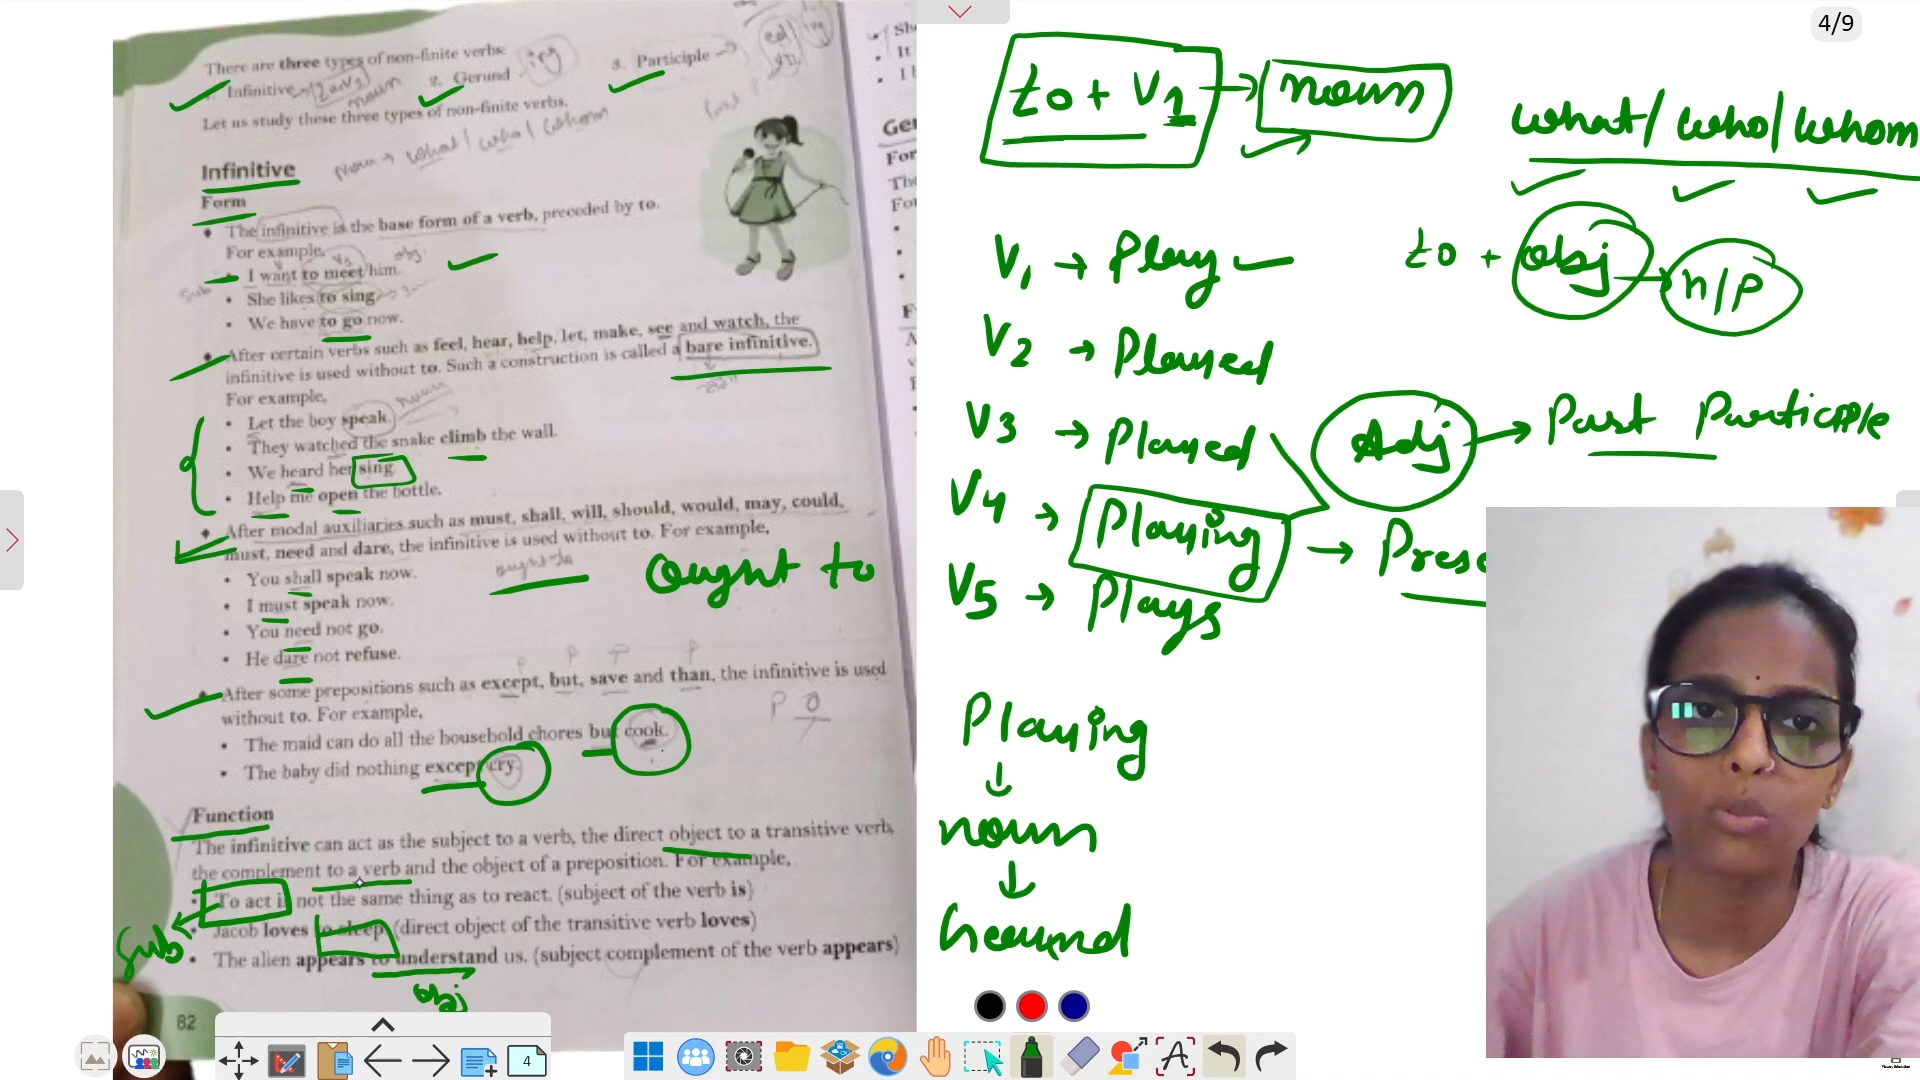 There are three types of non-finite verbs:
Infinitive 2. Gerund ing 3. Participle
noun
Let us study these three types of non-finite verbs.
Noun → what / who / whom
Infinitive
Form
The infinitive is the base form of a verb, preceded by to.
For example,
• I want to meet him.
• She likes to sing
• We have to go now.
After certain verbs such as feel, hear, help, let, make, see and watch, the
infinitive is used without to. Such a construction is called a bare infinitive.
For example,
• Let the boy speak.
• They watched the snake climb the wall.
• We heard her sing.
• Help me open the bottle.
After modal auxiliaries such as must, shall, will, should, would, may, could,
must, need and dare, the infinitive is used without to. For example,
• You shall speak now.
• I must speak now.
• You need not go.
• He dare not refuse.
Ought to
After some prepositions such as except, but, save and than, the infinitive is used
without to. For example,
• The maid can do all the household chores but cook.
• The baby did nothing except cry.
Function
The infinitive can act as the subject to a verb, the direct object to a transitive verb,
the complement to a verb and the object of a preposition. For example,
• To act is not the same thing as to react. (subject of the verb is)
• Jacob loves to sleep (direct object of the transitive verb loves)
• The alien appears to understand us. (subject complement of the verb appears)
Sub
obj
82
4/9
to + V1 → noun
what / who / whom
to + obj → n/p
V1 → Play
V2 → Played
V3 → Played
V4 → Playing
V5 → Plays
Adj → Past Participle
→ Prese
Playing
↓
noun
↓
Gerund
4